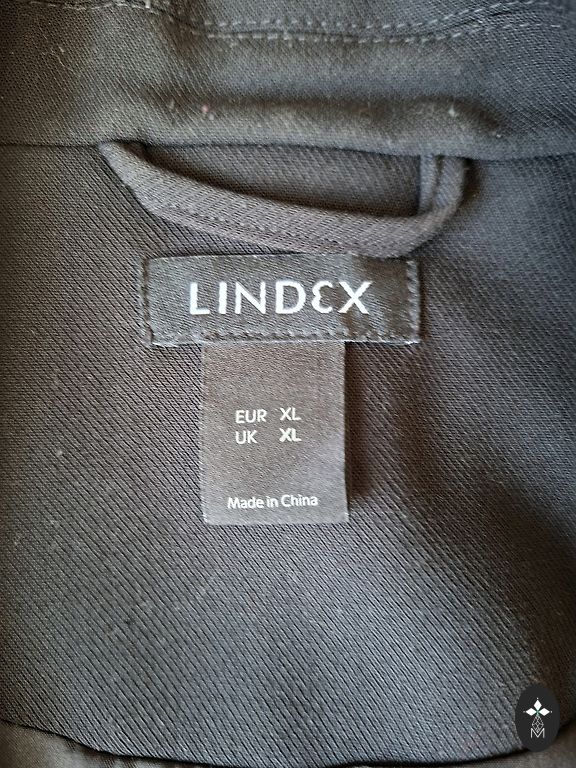 LINDEX
EUR XL
UK XL
Made in China
M